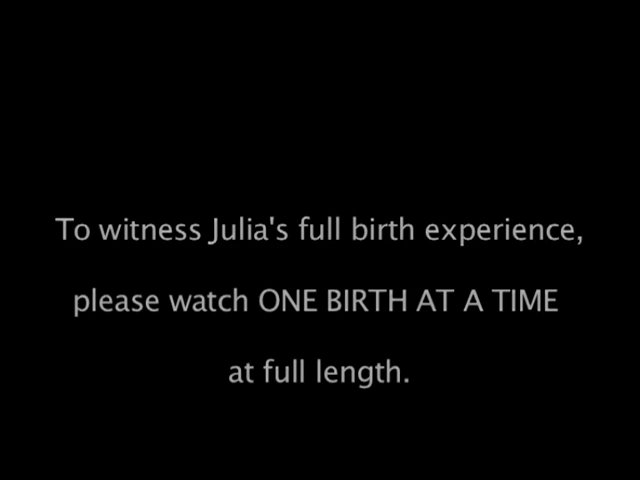 To witness Julia's full birth experience,
please watch ONE BIRTH AT A TIME
at full length.